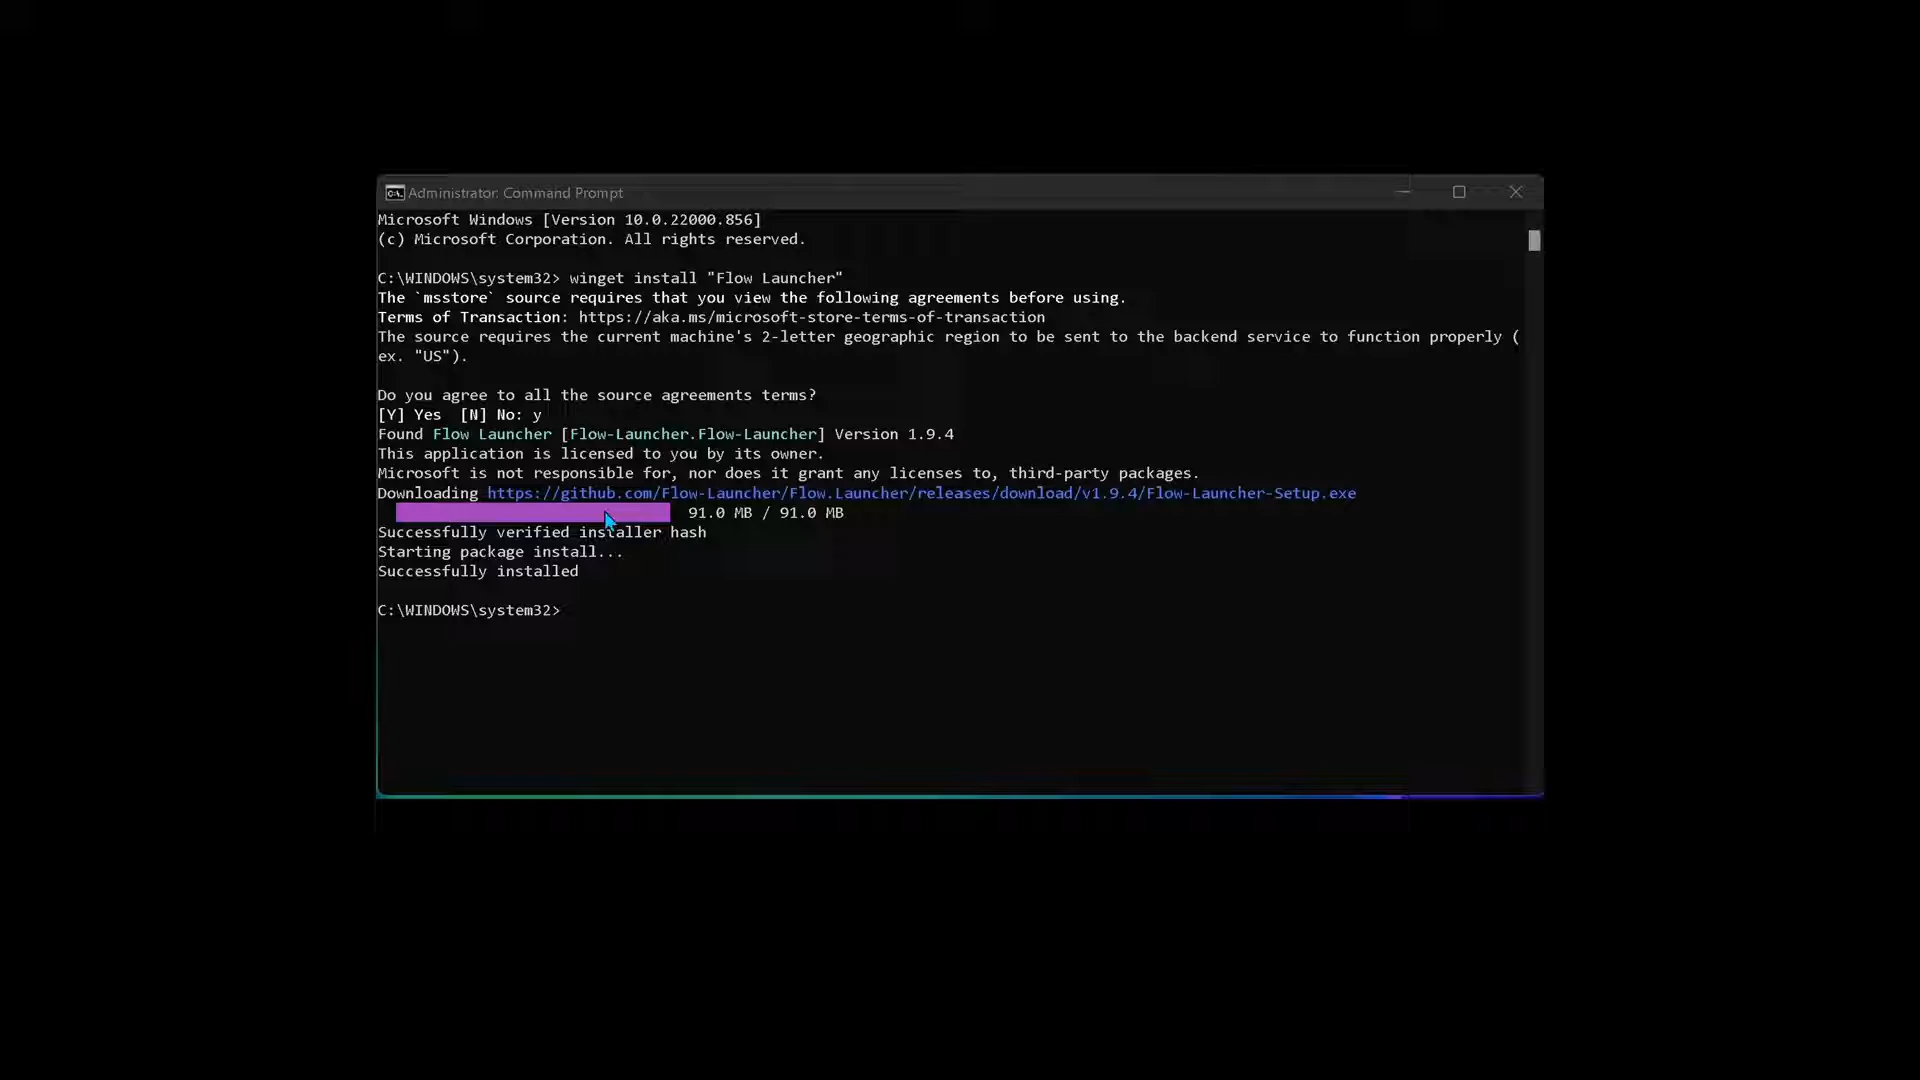 Administrator: Command Prompt
Microsoft Windows [Version 10.0.22000.856]
(c) Microsoft Corporation. All rights reserved.
C:\WINDOWS\system32> winget install "Flow Launcher"
The `msstore` source requires that you view the following agreements before using.
Terms of Transaction: https://aka.ms/microsoft-store-terms-of-transaction
The source requires the current machine's 2-letter geographic region to be sent to the backend service to function properly (
ex. "US").
Do you agree to all the source agreements terms?
[Y] Yes  [N] No: y
Found Flow Launcher [Flow-Launcher.Flow-Launcher] Version 1.9.4
This application is licensed to you by its owner.
Microsoft is not responsible for, nor does it grant any licenses to, third-party packages.
Downloading https://github.com/Flow-Launcher/Flow.Launcher/releases/download/v1.9.4/Flow-Launcher-Setup.exe
91.0 MB / 91.0 MB
Successfully verified installer hash
Starting package install...
Successfully installed
C:\WINDOWS\system32>